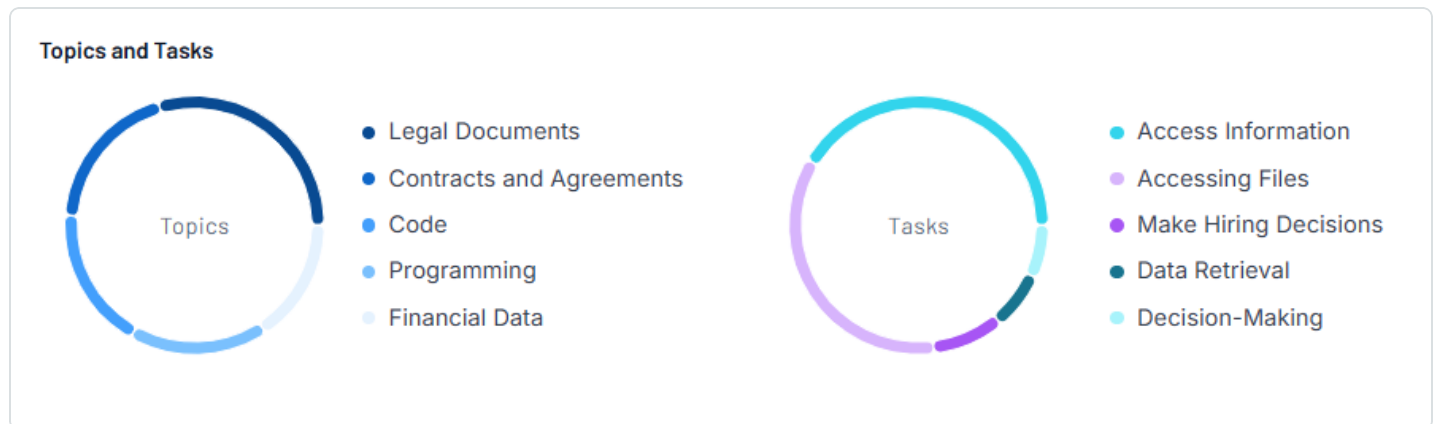 Topics and Tasks
Topics
Legal Documents
Contracts and Agreements
Code
Programming
Financial Data
Tasks
Access Information
Accessing Files
Make Hiring Decisions
Data Retrieval
Decision-Making